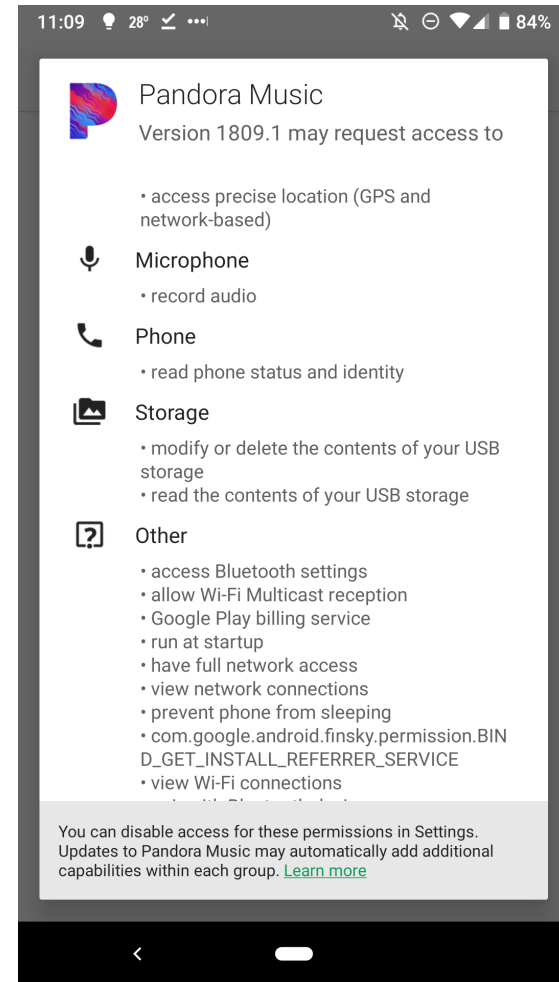 11:09 28° 84%
Pandora Music
Version 1809.1 may request access to
• access precise location (GPS and
network-based)
Microphone
• record audio
Phone
• read phone status and identity
Storage
• modify or delete the contents of your USB
storage
• read the contents of your USB storage
Other
• access Bluetooth settings
• allow Wi-Fi Multicast reception
• Google Play billing service
• run at startup
• have full network access
• view network connections
• prevent phone from sleeping
• com.google.android.finsky.permission.BIN
D_GET_INSTALL_REFERRER_SERVICE
• view Wi-Fi connections
You can disable access for these permissions in Settings.
Updates to Pandora Music may automatically add additional
capabilities within each group. Learn more